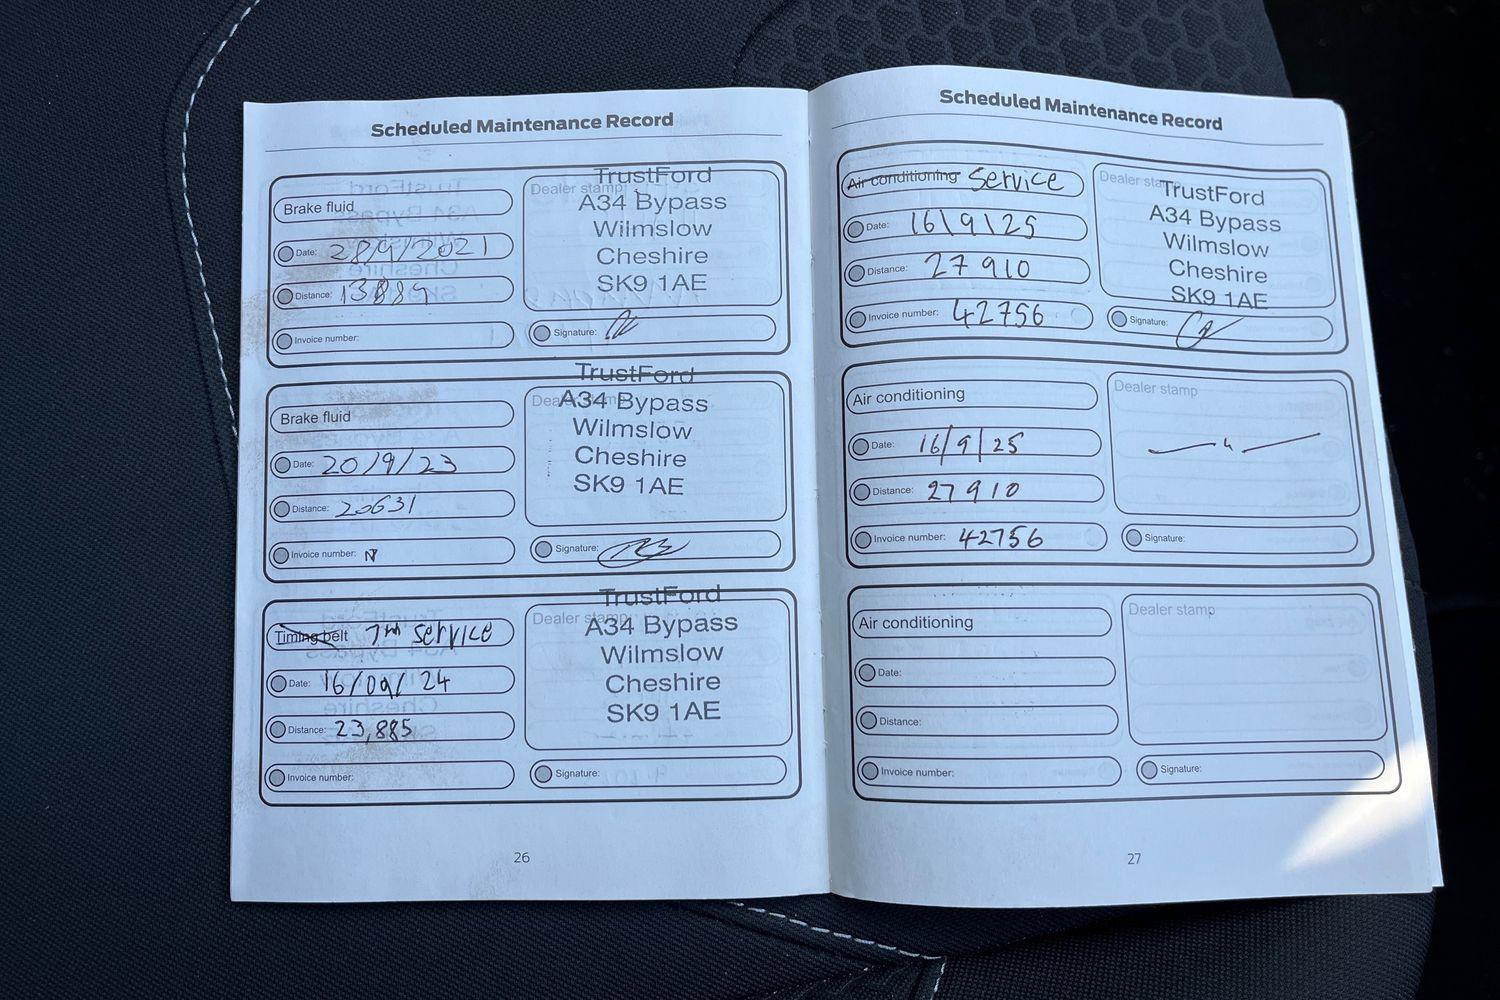 Scheduled Maintenance Record
Brake fluid
Date: 28/9/2021
Distance: 13889
Invoice number:
Dealer stamp
TrustFord
A34 Bypass
Wilmslow
Cheshire
SK9 1AE
Signature:
Brake fluid
Date: 20/9/23
Distance: 20631
Invoice number: N
Dealer stamp
TrustFord
A34 Bypass
Wilmslow
Cheshire
SK9 1AE
Signature:
Timing belt 7th service
Date: 16/09/24
Distance: 23,885
Invoice number:
Dealer stamp
TrustFord
A34 Bypass
Wilmslow
Cheshire
SK9 1AE
Signature:
26
Scheduled Maintenance Record
Air conditioning Service
Date: 16\9\25
Distance: 27910
Invoice number: 42756
Dealer stamp
TrustFord
A34 Bypass
Wilmslow
Cheshire
SK9 1AE
Signature:
Air conditioning
Date: 16/9/25
Distance: 27910
Invoice number: 42756
Dealer stamp
—"—
Signature:
Air conditioning
Date:
Distance:
Invoice number:
Dealer stamp
Signature:
27